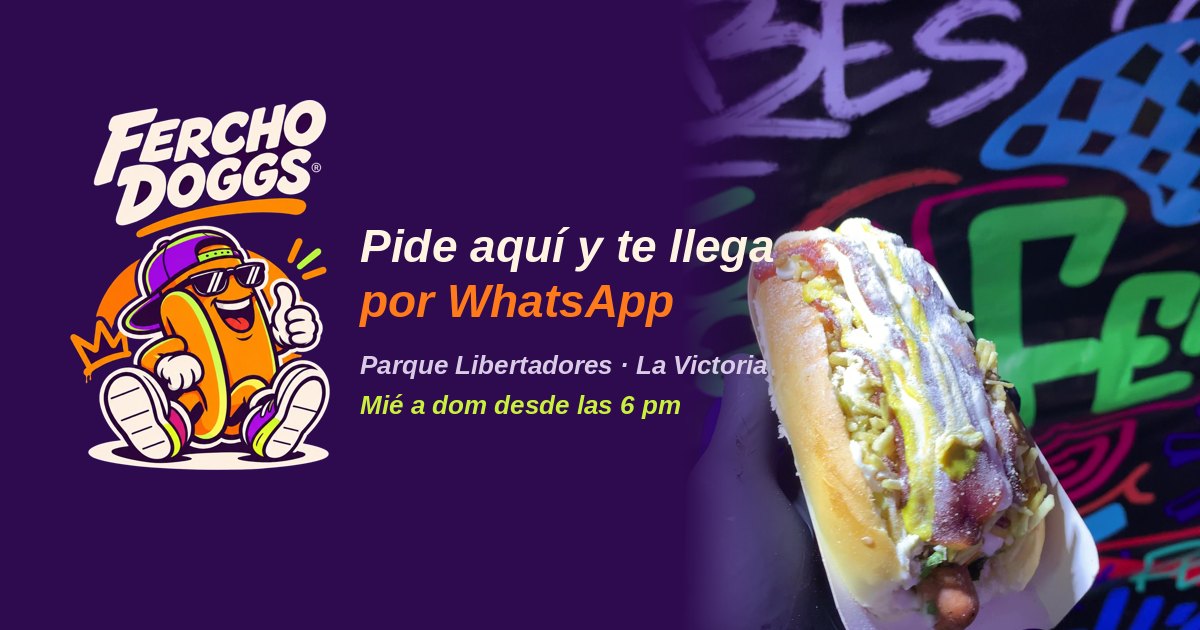 FERCHO
DOGGS®
Pide aquí y te llega
por WhatsApp
Parque Libertadores · La Victoria
Mié a dom desde las 6 pm